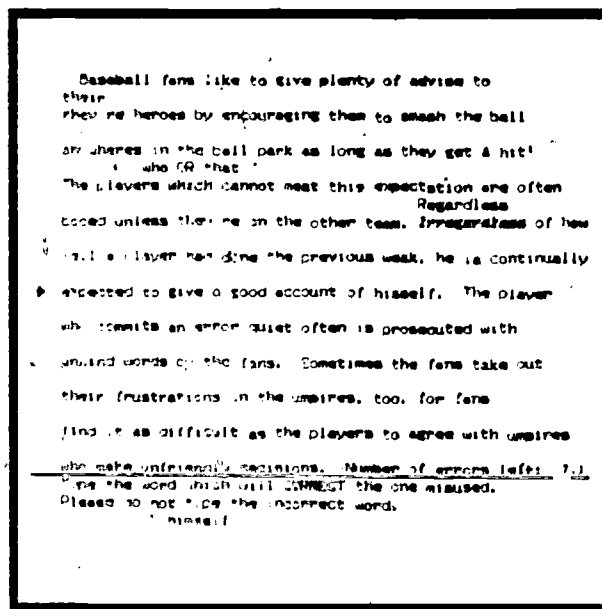 Baseball fans like to give plenty of advise to
their
they're heroes by encouraging them to smash the ball
anywheres in the ball park as long as they get a hit!
who OR that
The players which cannot meat this expectation are often
Regardless
booed unless they're on the other team. Irregardless of how
a player had done the previous weak, he is continually
expected to give a good account of hisself. The player
who commits an error quiet often is prosecuted with
unkind words by the fans. Sometimes the fans take out
their frustrations on the umpires, too, for fans
find it as difficult as the players to agree with umpires
who make unfriendly decisions. Number of errors left:
Type the word which will CORRECT the one misused.
Please do not type the incorrect word.
himself